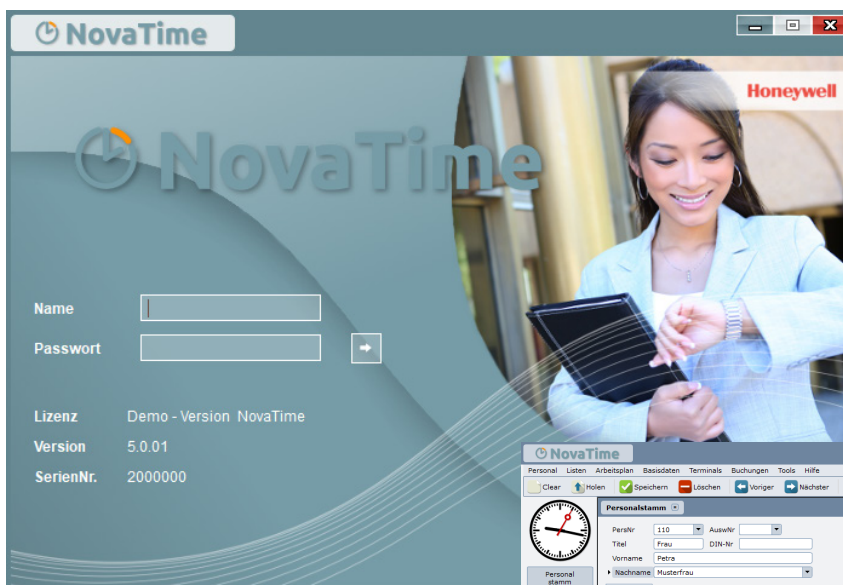 NovaTime
Honeywell
NovaTime
Name
Passwort
Lizenz Demo - Version NovaTime
Version 5.0.01
SerienNr. 2000000
NovaTime
Personal Listen Arbeitsplan Basisdaten Terminals Buchungen Tools Hilfe
Clear Holen Speichern Löschen Voriger Nächster
Personalstamm
PersNr 110 AuswNr
Titel Frau DIN-Nr
Vorname Petra
Nachname Musterfrau
Personal
stamm